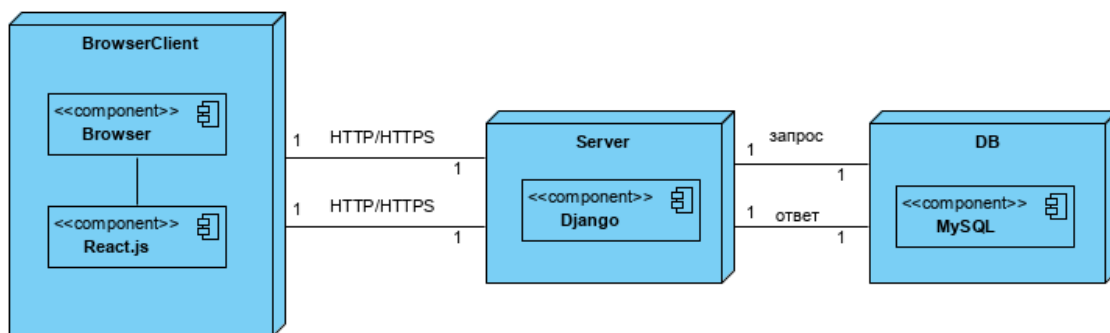 BrowserClient
<<component>>
Browser
<<component>>
React.js
1
HTTP/HTTPS
1
1
HTTP/HTTPS
1
Server
<<component>>
Django
1
запрос
1
1
ответ
1
DB
<<component>>
MySQL